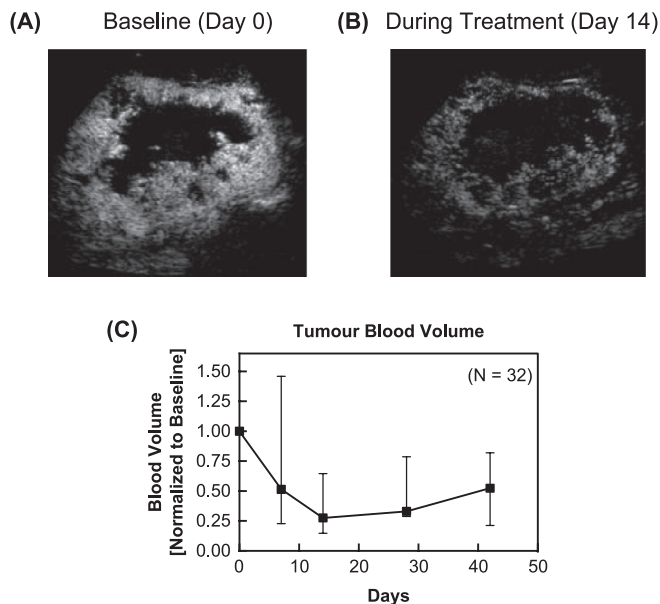 (A) Baseline (Day 0)
(B) During Treatment (Day 14)
(C)
Tumour Blood Volume
(N = 32)
Blood Volume
[Normalized to Baseline]
1.50
1.25
1.00
0.75
0.50
0.25
0.00
0 10 20 30 40 50
Days